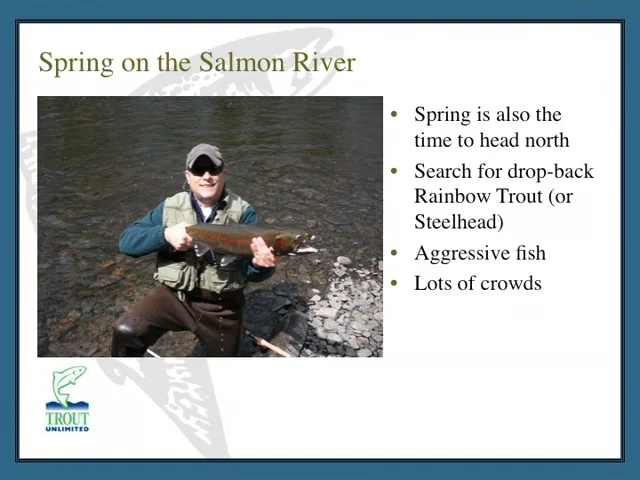 Spring on the Salmon River
• Spring is also the
time to head north
• Search for drop-back
Rainbow Trout (or
Steelhead)
• Aggressive fish
• Lots of crowds
TROUT
UNLIMITED